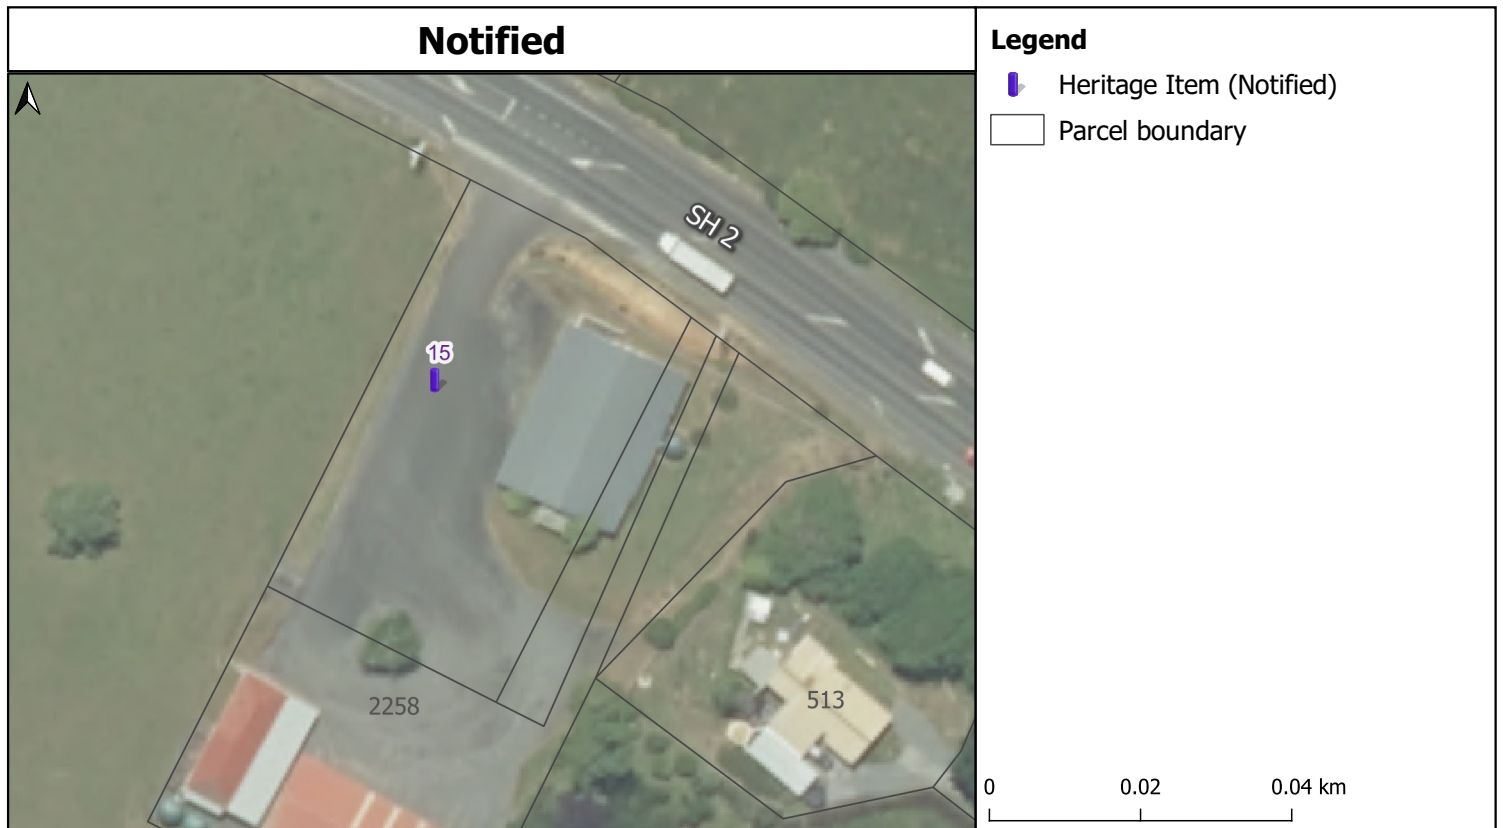 Notified
Legend
Heritage Item (Notified)
Parcel boundary
SH 2
15
2258
513
0 0.02 0.04 km